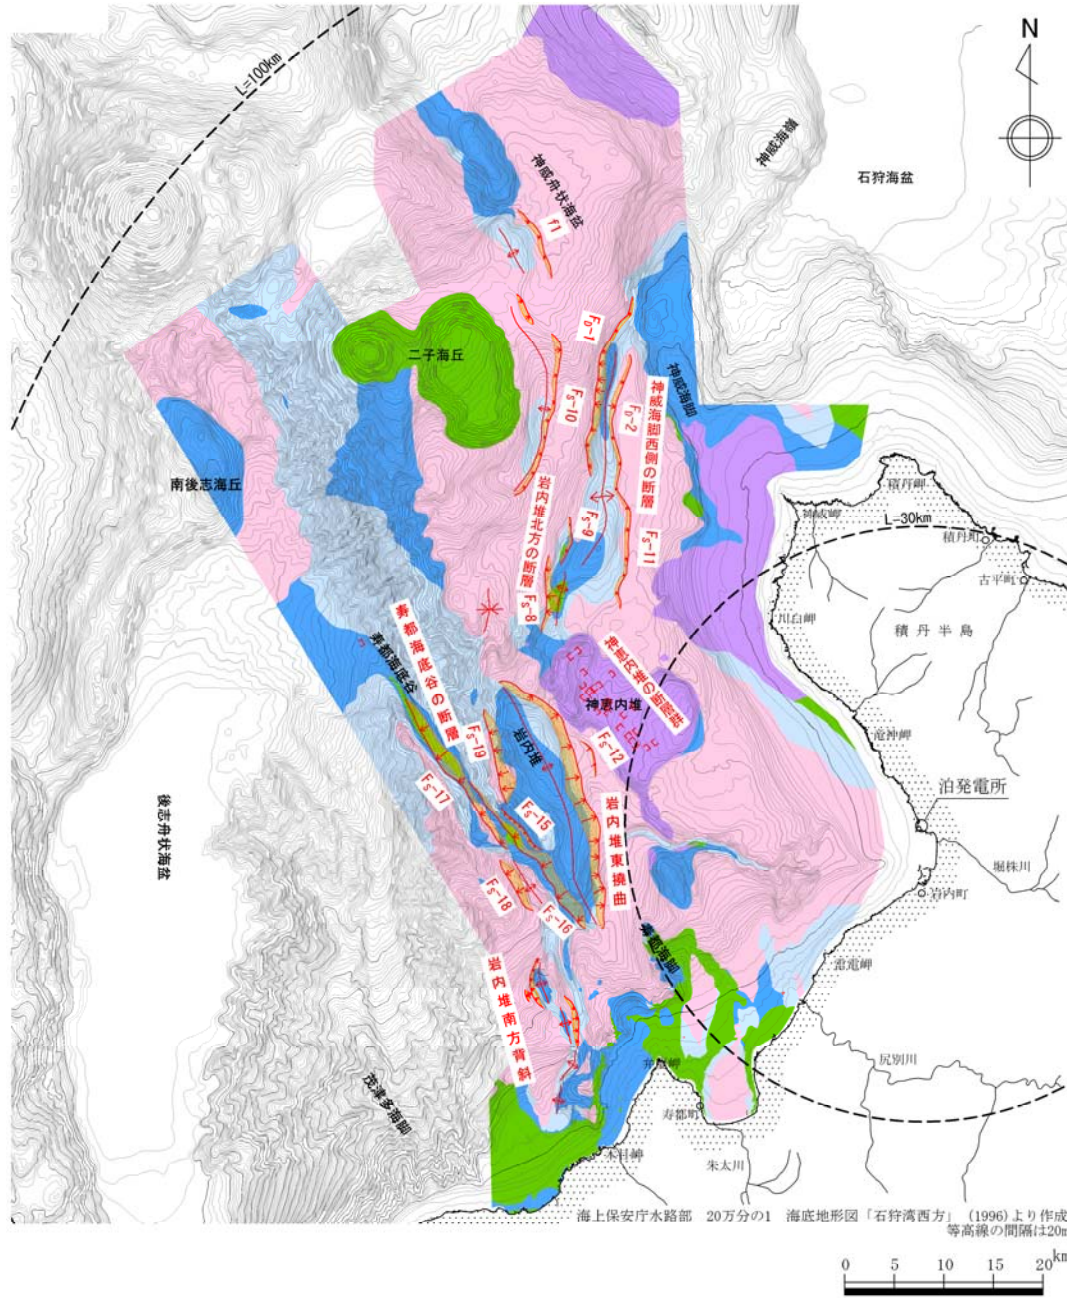 L=100km
N
神威海嶺
石狩海盆
神威舟状海盆
f1
二子海丘
FD-1
FS-10
FD-2
神威海脚
神威海脚西側の断層
南後志海丘
岩内堆北方の断層
FS-9
FS-11
FS-8
積丹岬
神威岬
L=30km
積丹町
古平町
川白岬
積丹半島
寿都海底谷
寿都海底谷の断層
神恵内堆の断層群
神恵内堆
FS-19
岩内堆
FS-12
FS-17
FS-15
岩内堆東撓曲
泊発電所
後志舟状海盆
堀株川
岩内町
FS-18
FS-16
寿都海脚
雷電岬
岩内堆南方背斜
弁慶岬
尻別川
茂津多海脚
寿都町
朱太川
海上保安庁水路部 20万分の1 海底地形図「石狩湾西方」(1996)より作成
等高線の間隔は20m
0 5 10 15 20km